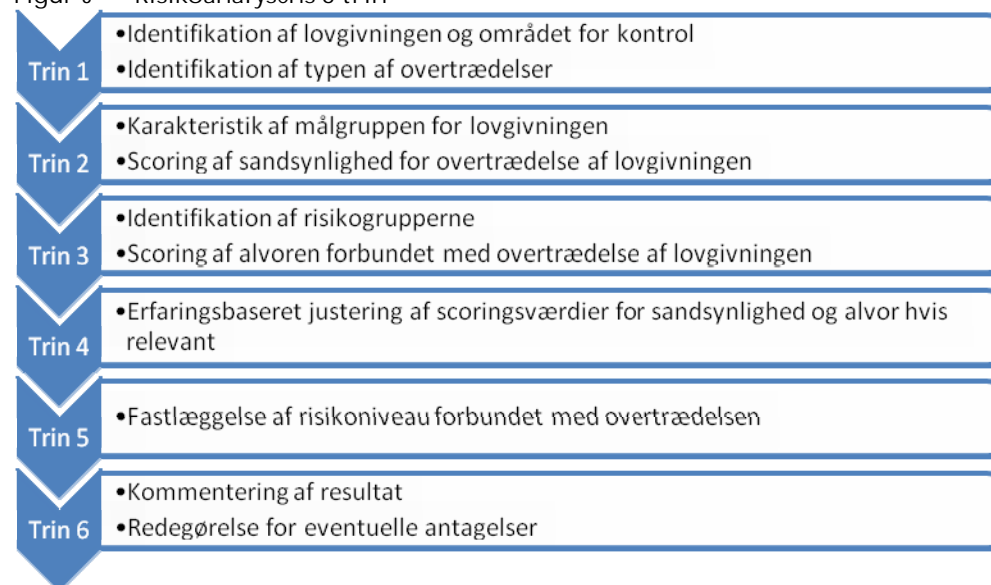 Trin 1
•Identifikation af lovgivningen og området for kontrol
•Identifikation af typen af overtrædelser
Trin 2
•Karakteristik af målgruppen for lovgivningen
•Scoring af sandsynlighed for overtrædelse af lovgivningen
Trin 3
•Identifikation af risikogrupperne
•Scoring af alvoren forbundet med overtrædelse af lovgivningen
Trin 4
•Erfaringsbaseret justering af scoringsværdier for sandsynlighed og alvor hvis
relevant
Trin 5
•Fastlæggelse af risikoniveau forbundet med overtrædelsen
Trin 6
•Kommentering af resultat
•Redegørelse for eventuelle antagelser